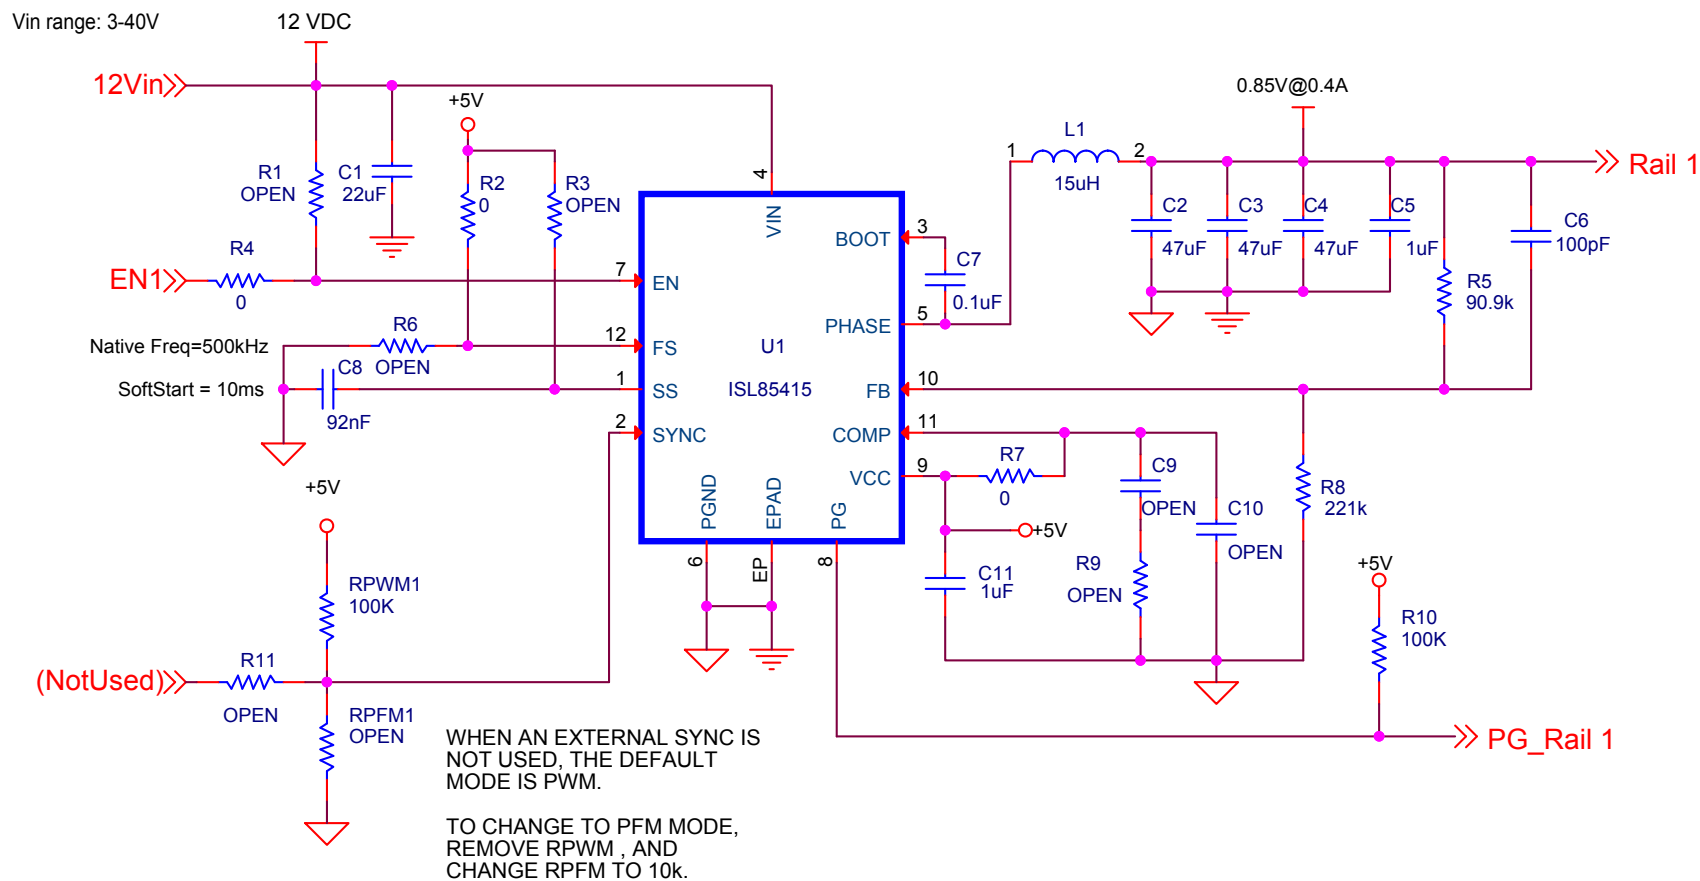 Vin range: 3-40V
12 VDC
12Vin
+5V
0.85V@0.4A
L1
1
2
15uH
Rail 1
R1
OPEN
C1
22uF
R2
0
R3
OPEN
4
VIN
C2
47uF
C3
47uF
C4
47uF
C5
1uF
C6
100pF
R4
0
EN1
7
EN
BOOT
3
C7
0.1uF
R5
90.9k
Native Freq=500kHz
R6
OPEN
12
FS
U1
ISL85415
PHASE
5
SoftStart = 10ms
C8
92nF
1
SS
FB
10
2
SYNC
COMP
11
VCC
9
R7
0
C9
OPEN
C10
OPEN
R8
221k
PGND
EPAD
PG
6
EP
8
+5V
+5V
C11
1uF
R9
OPEN
+5V
R10
100K
RPWM1
100K
(NotUsed)
R11
OPEN
RPFM1
OPEN
PG_Rail 1
WHEN AN EXTERNAL SYNC IS
NOT USED, THE DEFAULT
MODE IS PWM.
TO CHANGE TO PFM MODE,
REMOVE RPWM , AND
CHANGE RPFM TO 10k.